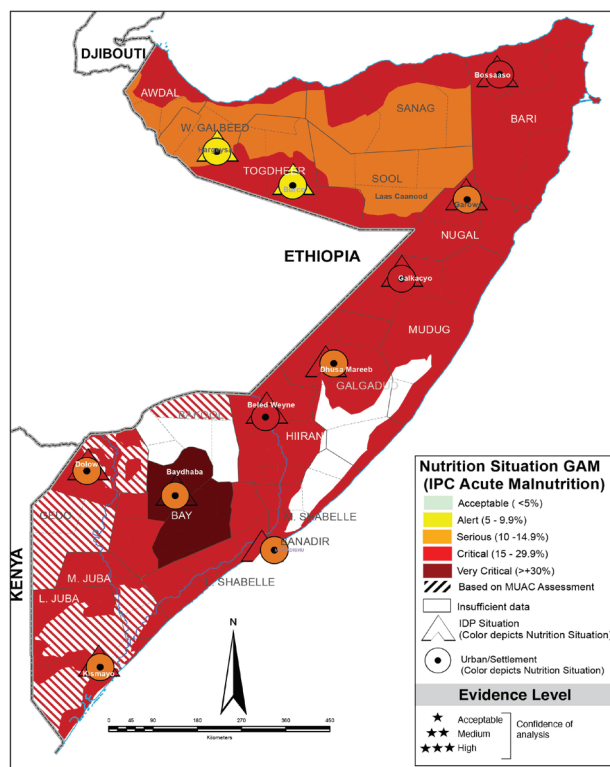 DJIBOUTI
Bossaaso
AWDAL
SANAG
BARI
W. GALBEED
Hargeysa
TOGDHEER
SOOL
Laas Caanood
Garowe
NUGAL
ETHIOPIA
Galkacyo
MUDUG
Dhusa Mareeb
GALGADUD
Beled Weyne
HIIRAN
Dolow
Baydhaba
BAY
GEDO
M. SHABELLE
BANADIR
KENYA
M. JUBA
L. SHABELLE
L. JUBA
Kismayo
N
0 45 90 180 270 360 450
Kilometers
Nutrition Situation GAM
(IPC Acute Malnutrition)
Acceptable ( <5%)
Alert (5 - 9.9%)
Serious (10 -14.9%)
Critical (15 - 29.9%)
Very Critical (>+30%)
Based on MUAC Assessment
Insufficient data
IDP Situation
(Color depicts Nutrition Situation)
Urban/Settlement
(Color depicts Nutrition Situation)
Evidence Level
Acceptable
Medium
High
Confidence of
analysis